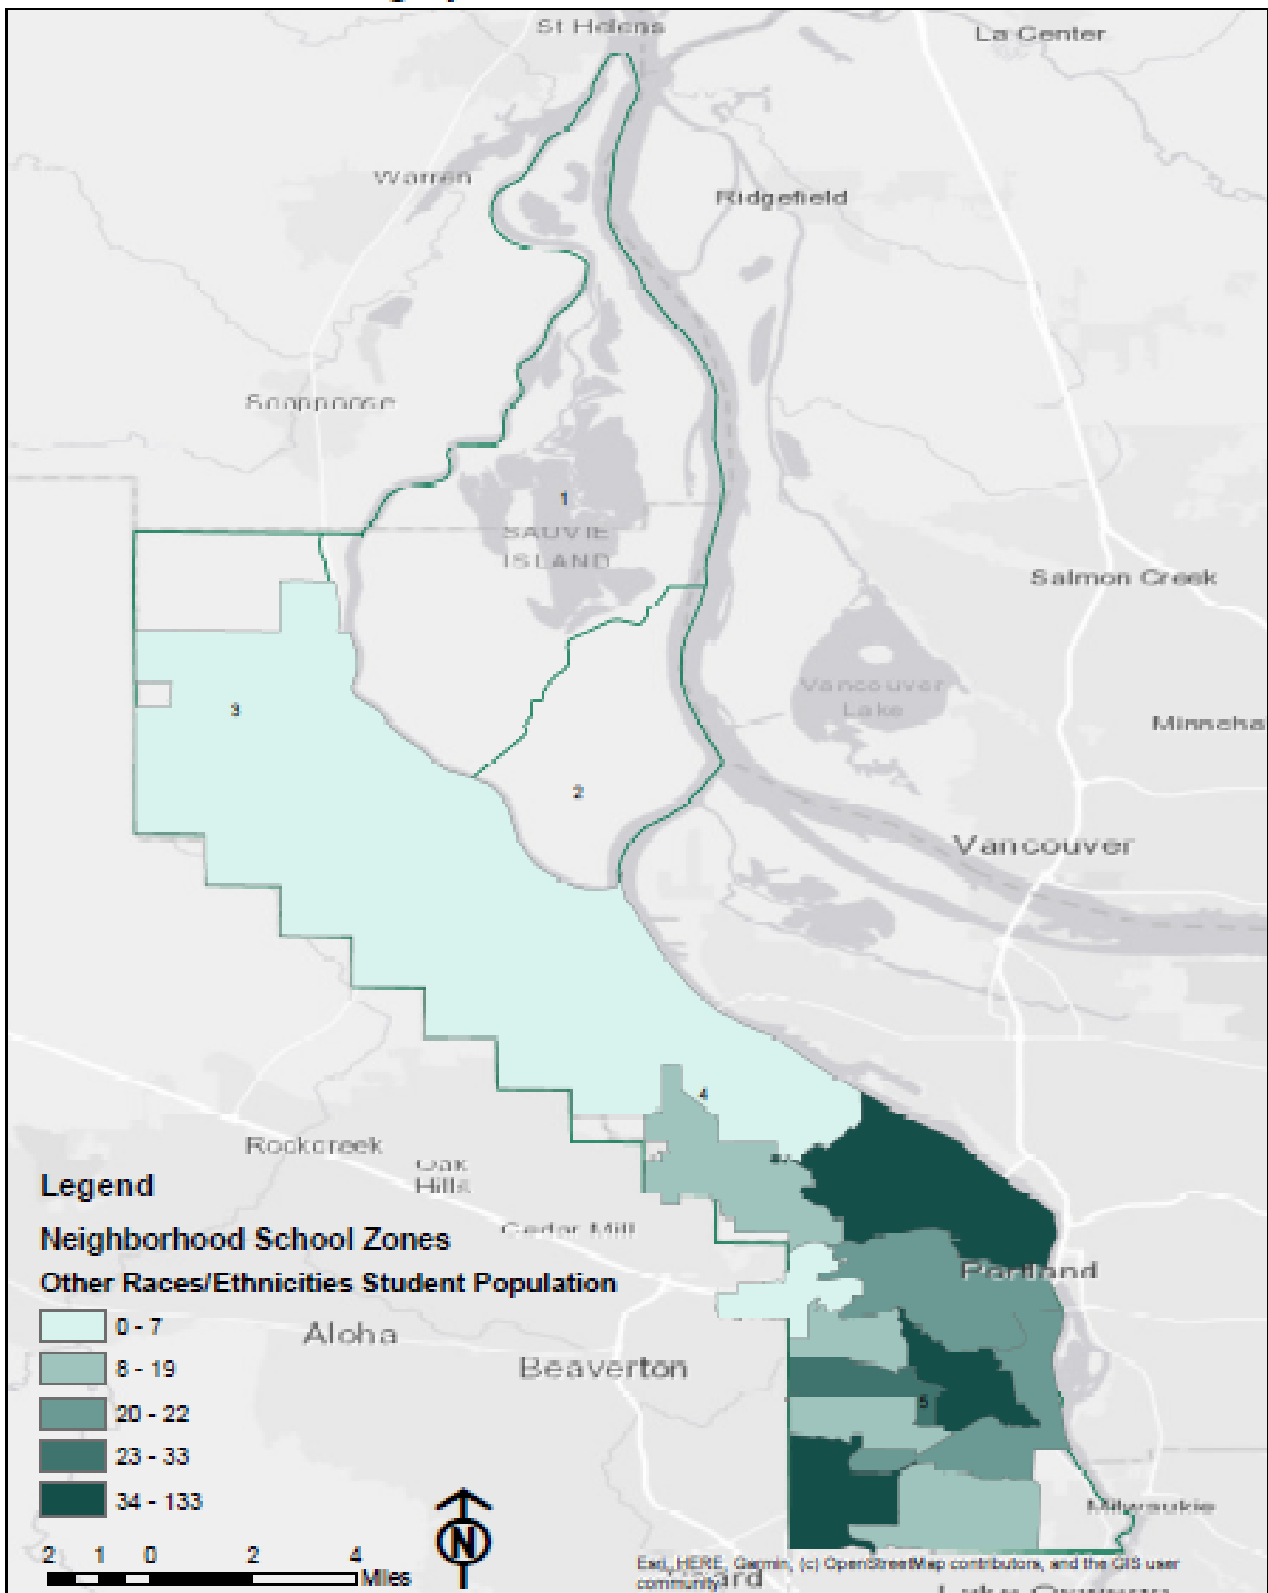 St Helens
La Center
Warren
Ridgefield
Scappoose
1
SAUVIE
ISLAND
Salmon Creek
Vancouver
Lake
3
Minneha
2
Vancouver
4
Rockcreek
Oak
Hills
Cedar Mill
Portland
Legend
Neighborhood School Zones
Other Races/Ethnicities Student Population
0 - 7
8 - 19
20 - 22
23 - 33
34 - 133
Aloha
Beaverton
5
Milwaukie
2 1 0 2 4
Miles
N
Esri, HERE, Garmin, (c) OpenStreetMap contributors, and the GIS user
community